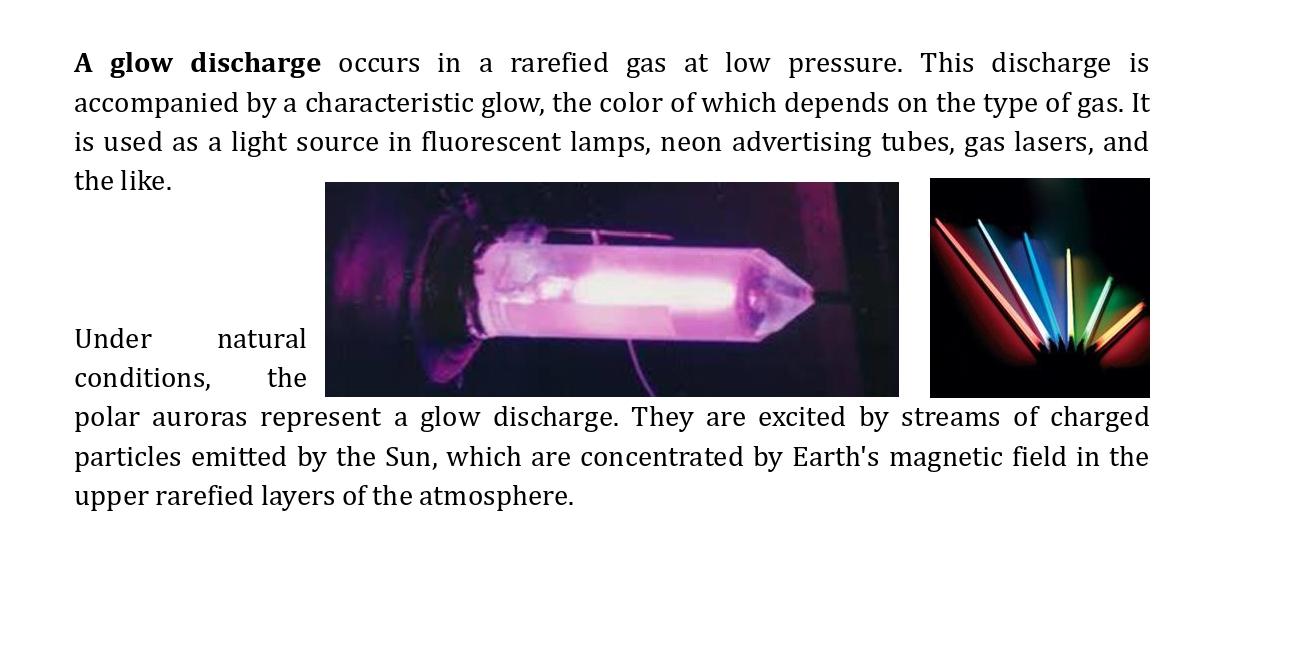 A glow discharge occurs in a rarefied gas at low pressure. This discharge is
accompanied by a characteristic glow, the color of which depends on the type of gas. It
is used as a light source in fluorescent lamps, neon advertising tubes, gas lasers, and
the like.
Under natural
conditions, the
polar auroras represent a glow discharge. They are excited by streams of charged
particles emitted by the Sun, which are concentrated by Earth's magnetic field in the
upper rarefied layers of the atmosphere.